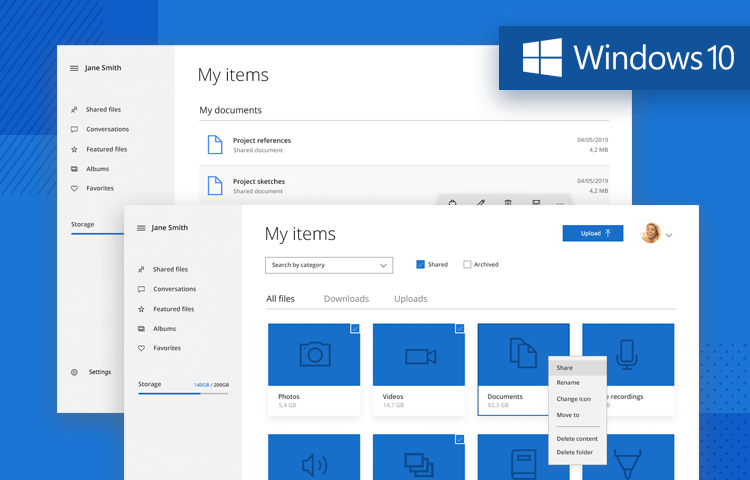 Windows 10
Jane Smith
Shared files
Conversations
Featured files
Albums
Favorites
Storage
My items
My documents
Project references
Shared document
04/05/2019
4,2 MB
Project sketches
Shared document
04/05/2019
4,2 MB
Settings
Jane Smith
Shared files
Conversations
Featured files
Albums
Favorites
Storage 140GB / 200GB
My items
Upload
Search by category
Shared
Archived
All files Downloads Uploads
Photos
5,4 GB
Videos
14,7 GB
Documents
82,3 GB
recordings
Share
Rename
Change icon
Move to
Delete content
Delete folder